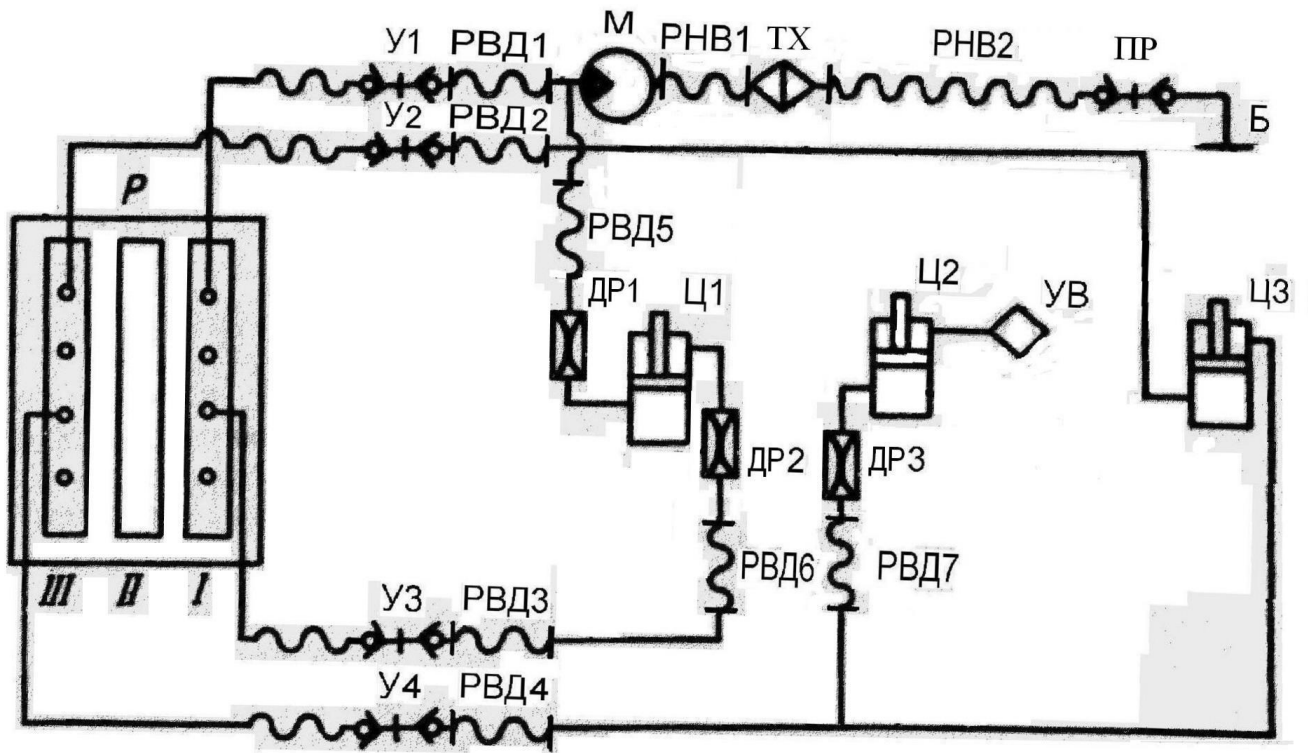 У1 РВД1 М РНВ1 ТХ РНВ2 ПР
У2 РВД2 Б
Р
РВД5
ДР1 Ц1 Ц2 УВ Ц3
ДР2 ДР3
РВД6 РВД7
III II I
У3 РВД3
У4 РВД4